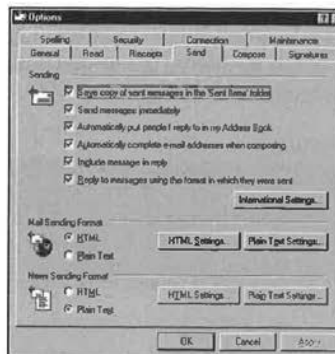 Options
Spelling Security Connection Maintenance
General Read Receipts Send Compose Signatures
Sending
Save copy of sent messages in the 'Sent Items' folder
Send messages immediately
Automatically put people I reply to in my Address Book
Automatically complete e-mail addresses when composing
Include message in reply
Reply to messages using the format in which they were sent
International Settings...
Mail Sending Format
HTML HTML Settings... Plain Text Settings...
Plain Text
News Sending Format
HTML HTML Settings... Plain Text Settings...
Plain Text
OK Cancel Apply